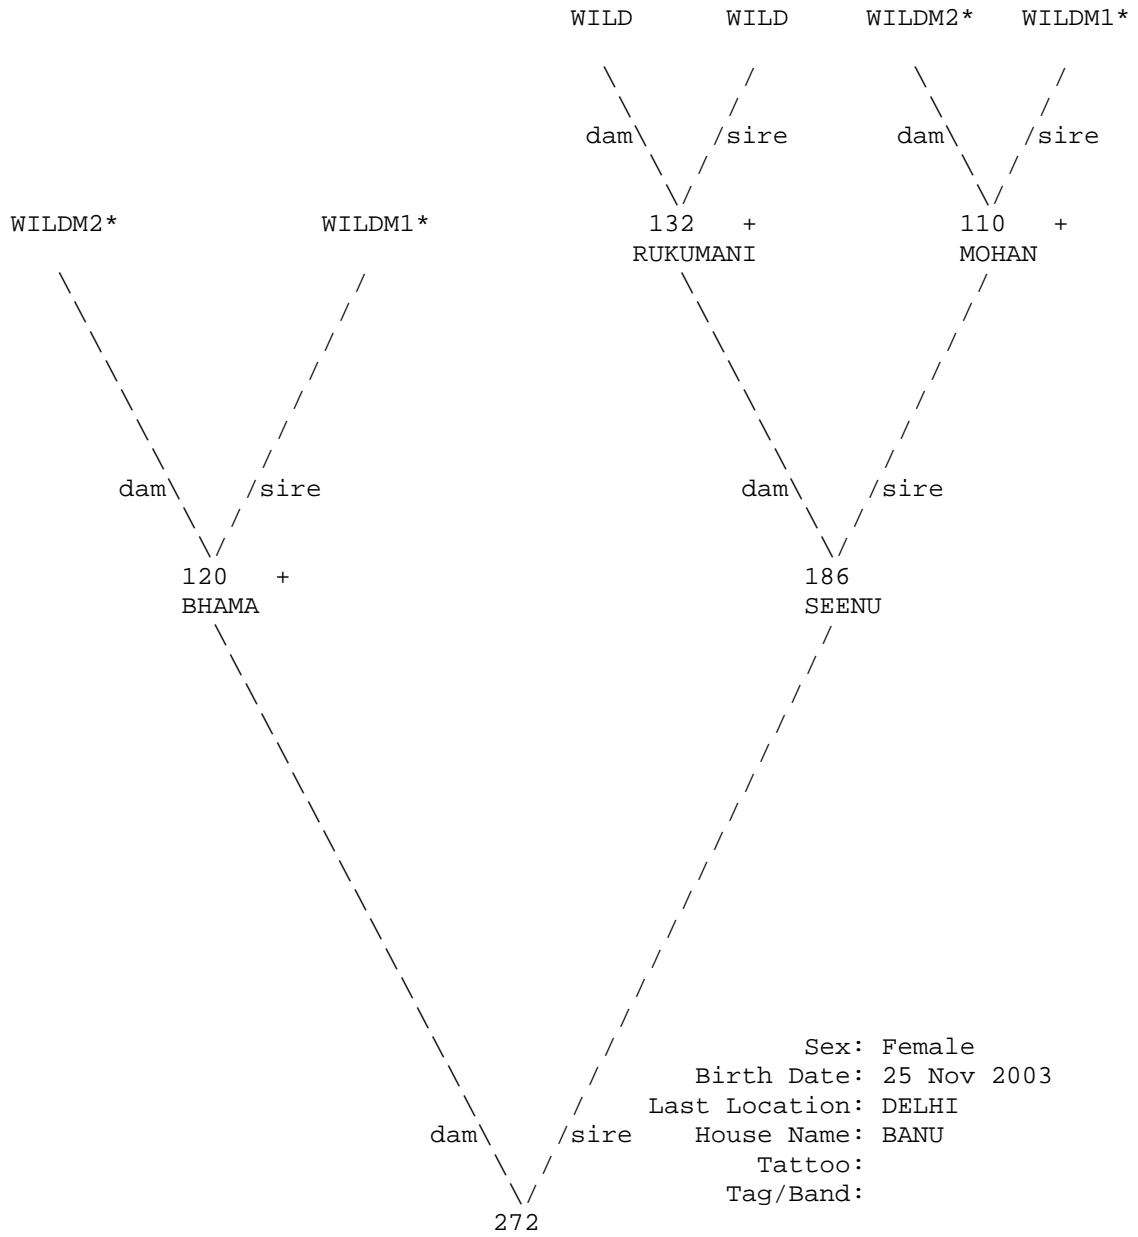 WILD WILD WILDM2* WILDM1*
dam sire dam sire
WILDM2* WILDM1* 132 + 110 +
RUKUMANI MOHAN
dam sire dam sire
120 + 186
BHAMA SEENU
Sex: Female
Birth Date: 25 Nov 2003
Last Location: DELHI
dam sire House Name: BANU
Tattoo:
Tag/Band:
272